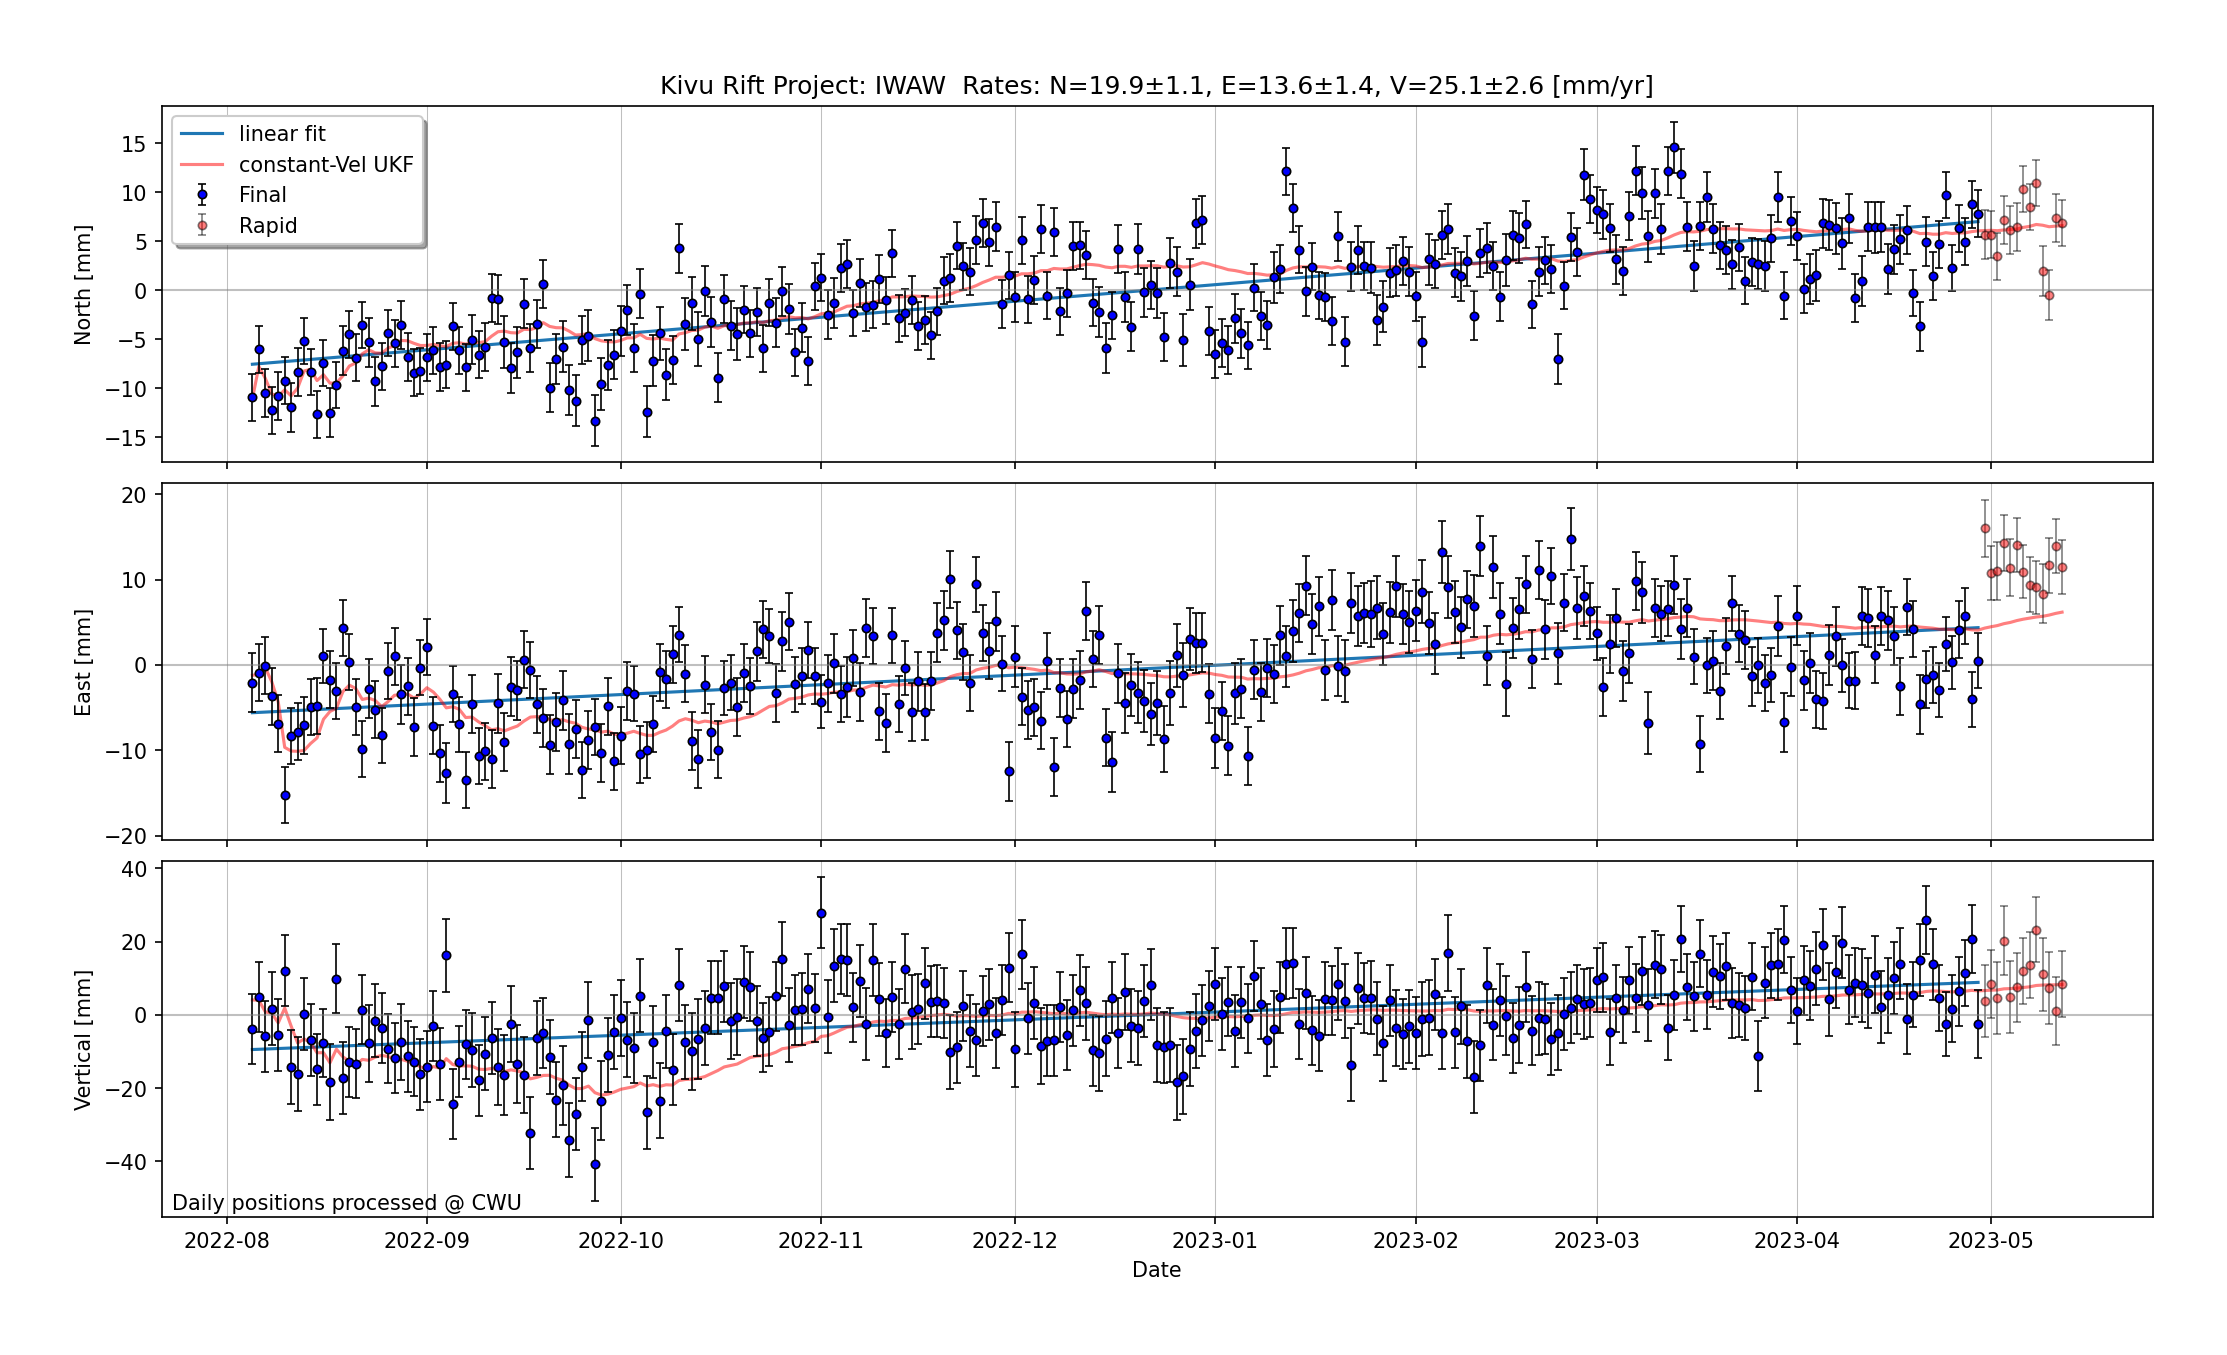 Kivu Rift Project: IWAW  Rates: N=19.9±1.1, E=13.6±1.4, V=25.1±2.6 [mm/yr]
linear fit
constant-Vel UKF
Final
Rapid
North [mm]
15
10
5
0
−5
−10
−15
East [mm]
20
10
0
−10
−20
Vertical [mm]
40
20
0
−20
−40
Daily positions processed @ CWU
2022-08 2022-09 2022-10 2022-11 2022-12 2023-01 2023-02 2023-03 2023-04 2023-05
Date